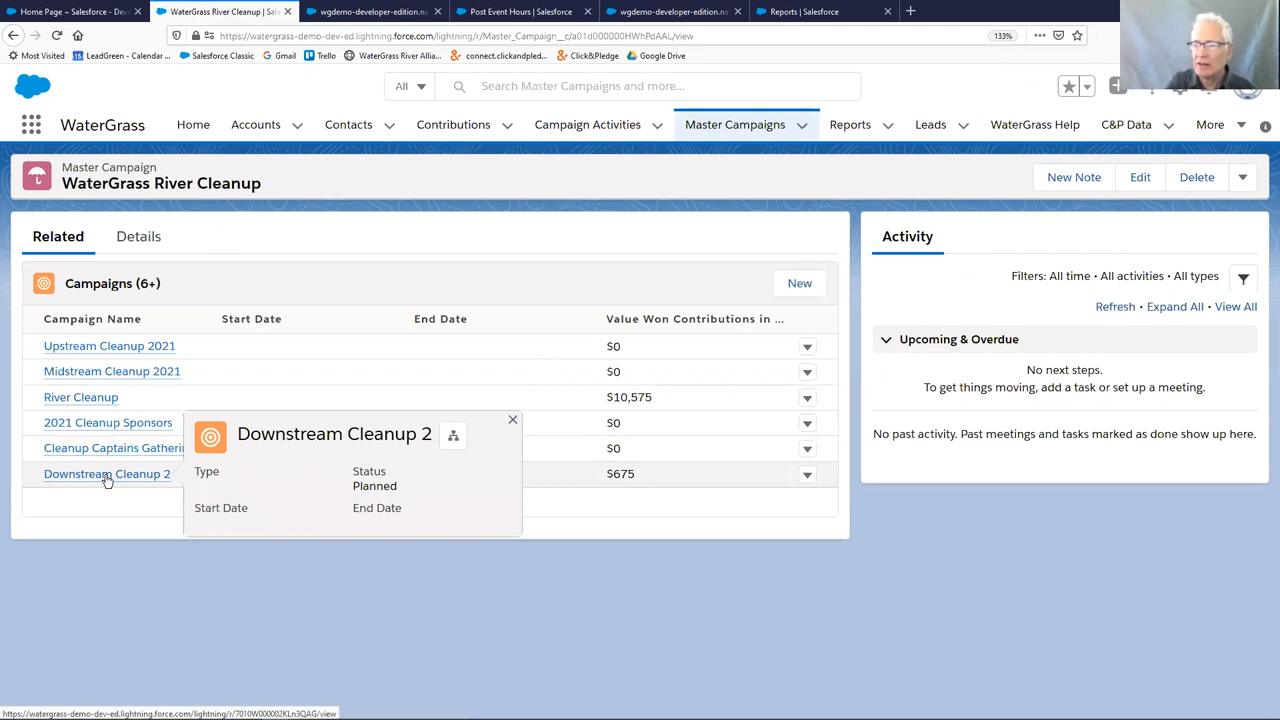 Home Page ~ Salesforce - Deve
WaterGrass River Cleanup | Sale
wgdemo-developer-edition.na
Post Event Hours | Salesforce
wgdemo-developer-edition.na
Reports | Salesforce
https://watergrass-demo-dev-ed.lightning.force.com/lightning/r/Master_Campaign__c/a01d000000HWhPdAAL/view
133%
Most Visited
LeadGreen - Calendar ...
Salesforce Classic
Gmail
Trello
WaterGrass River Allia...
connect.clickandpled...
Click&Pledge
Google Drive
All
Search Master Campaigns and more...
WaterGrass
Home
Accounts
Contacts
Contributions
Campaign Activities
Master Campaigns
Reports
Leads
WaterGrass Help
C&P Data
More
Master Campaign
WaterGrass River Cleanup
New Note
Edit
Delete
Related
Details
Campaigns (6+)
New
Campaign Name
Start Date
End Date
Value Won Contributions in ...
Upstream Cleanup 2021
$0
Midstream Cleanup 2021
$0
River Cleanup
$10,575
2021 Cleanup Sponsors
$0
Cleanup Captains Gatheri
$0
Downstream Cleanup 2
$675
Downstream Cleanup 2
Type
Status
Planned
Start Date
End Date
Activity
Filters: All time • All activities • All types
Refresh • Expand All • View All
Upcoming & Overdue
No next steps.
To get things moving, add a task or set up a meeting.
No past activity. Past meetings and tasks marked as done show up here.
https://watergrass-demo-dev-ed.lightning.force.com/lightning/r/7010W000002KLn3QAG/view